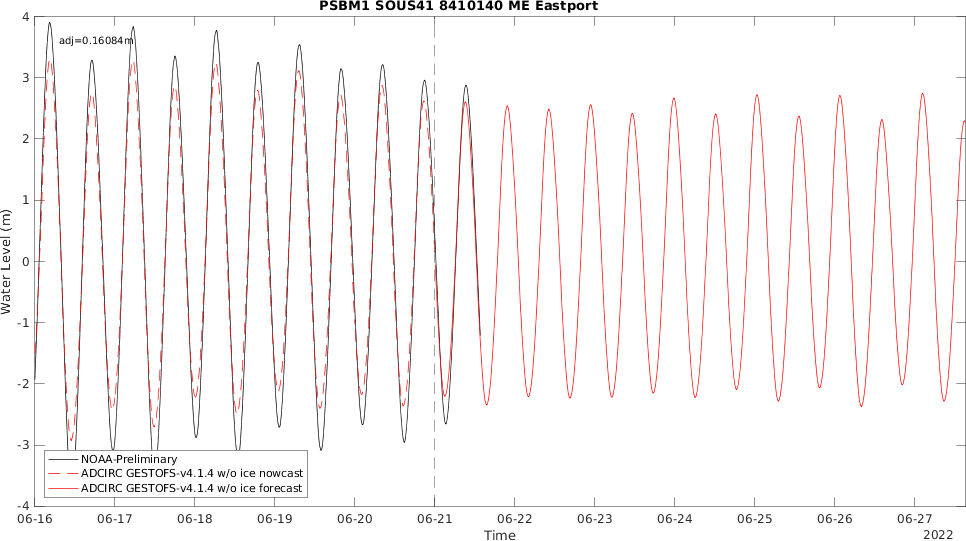 PSBM1 SOUS41 8410140 ME Eastport
adj=0.16084m
Water Level (m)
4
3
2
1
0
-1
-2
-3
-4
NOAA-Preliminary
ADCIRC GESTOFS-v4.1.4 w/o ice nowcast
ADCIRC GESTOFS-v4.1.4 w/o ice forecast
06-16 06-17 06-18 06-19 06-20 06-21 06-22 06-23 06-24 06-25 06-26 06-27
Time
2022